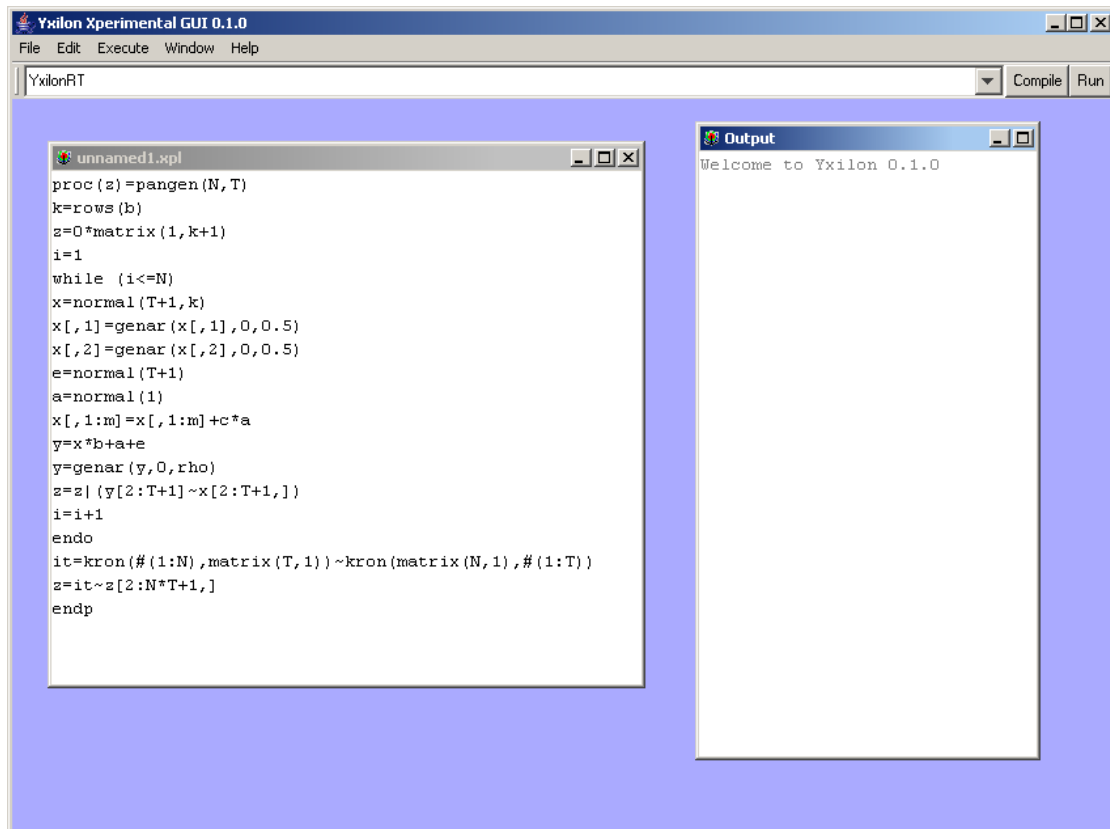 Yxilon Xperimental GUI 0.1.0
File Edit Execute Window Help
YxilonRT
Compile Run
unnamed1.xpl
proc(z)=pangen(N,T)
k=rows(b)
z=0*matrix(1,k+1)
i=1
while (i<=N)
x=normal(T+1,k)
x[,1]=genar(x[,1],0,0.5)
x[,2]=genar(x[,2],0,0.5)
e=normal(T+1)
a=normal(1)
x[,1:m]=x[,1:m]+c*a
y=x*b+a+e
y=genar(y,0,rho)
z=z|(y[2:T+1]~x[2:T+1,])
i=i+1
endo
it=kron(#(1:N),matrix(T,1))~kron(matrix(N,1),#(1:T))
z=it~z[2:N*T+1,]
endp
Output
Welcome to Yxilon 0.1.0